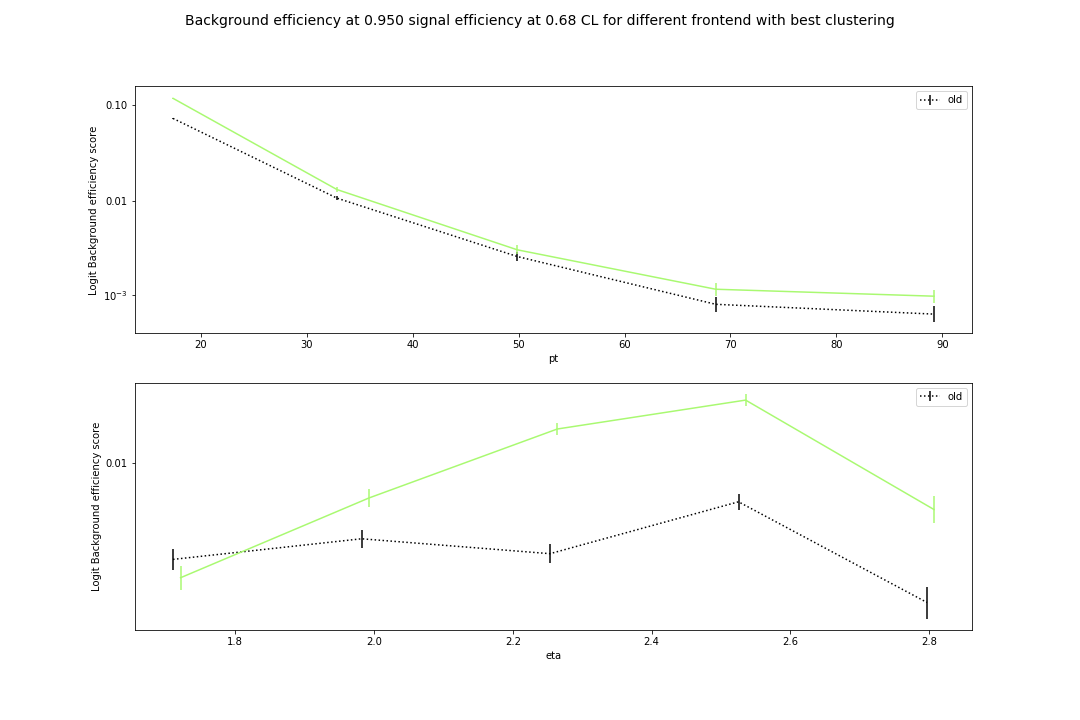 Background efficiency at 0.950 signal efficiency at 0.68 CL for different frontend with best clustering
old
0.10
0.01
10⁻³
Logit Background efficiency score
20 30 40 50 60 70 80 90
pt
old
0.01
Logit Background efficiency score
1.8 2.0 2.2 2.4 2.6 2.8
eta